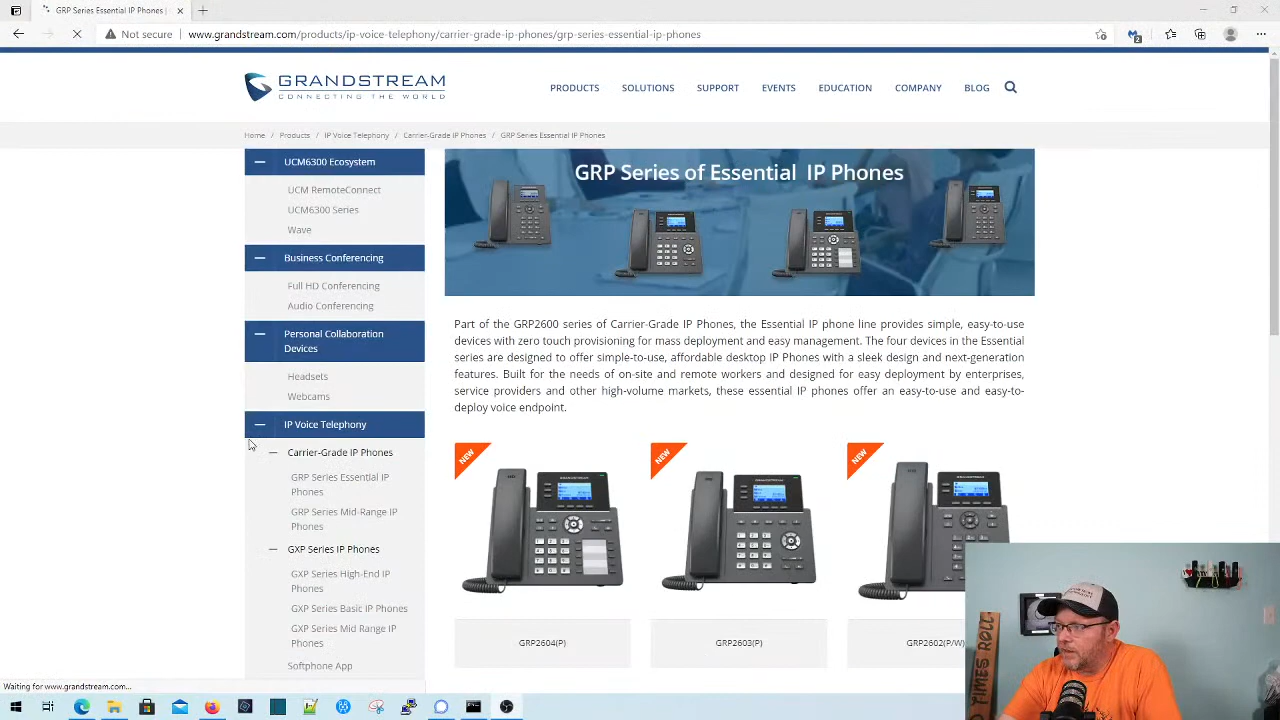 GRP Series Essential IP Phones |
Not secure
www.grandstream.com/products/ip-voice-telephony/carrier-grade-ip-phones/grp-series-essential-ip-phones
2
GRANDSTREAM
CONNECTING THE WORLD
PRODUCTS SOLUTIONS SUPPORT EVENTS EDUCATION COMPANY BLOG
Home / Products / IP Voice Telephony / Carrier-Grade IP Phones / GRP Series Essential IP Phones
UCM6300 Ecosystem
UCM RemoteConnect
UCM6300 Series
Wave
Business Conferencing
Full HD Conferencing
Audio Conferencing
Personal Collaboration
Devices
Headsets
Webcams
IP Voice Telephony
Carrier-Grade IP Phones
GRP Series Essential IP
Phones
GRP Series Mid-Range IP
Phones
GXP Series IP Phones
GXP Series High-End IP
Phones
GXP Series Basic IP Phones
GXP Series Mid Range IP
Phones
Softphone App
GRP Series of Essential IP Phones
Part of the GRP2600 series of Carrier-Grade IP Phones, the Essential IP phone line provides simple, easy-to-use
devices with zero touch provisioning for mass deployment and easy management. The four devices in the Essential
series are designed to offer simple-to-use, affordable desktop IP Phones with a sleek design and next-generation
features. Built for the needs of on-site and remote workers and designed for easy deployment by enterprises,
service providers and other high-volume markets, these essential IP phones offer an easy-to-use and easy-to-
deploy voice endpoint.
NEW
NEW
NEW
GRP2604(P)
GRP2603(P)
GRP2602(P/W)
TIMES ROLL
Waiting for www.grandstream.com...